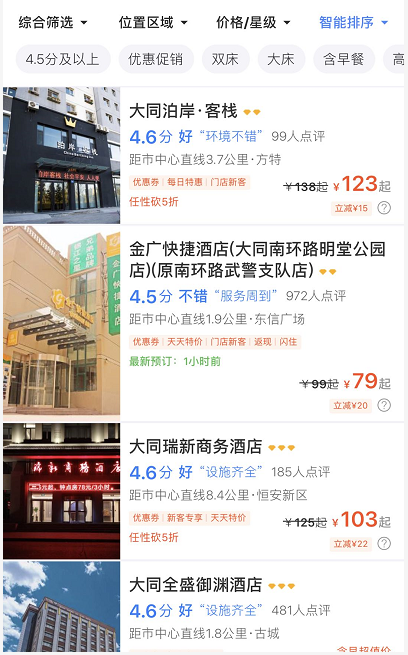 综合筛选 位置区域 价格/星级 智能排序
4.5分及以上 优惠促销 双床 大床 含早餐
大同泊岸·客栈
4.6分 好 “环境不错” 99人点评
距市中心直线3.7公里·方特
优惠券 每日特惠 门店新客
¥138起 ¥123起
任性砍5折
立减¥15
金广快捷酒店(大同南环路明堂公园
店)(原南环路武警支队店)
4.5分 不错 “服务周到” 972人点评
距市中心直线1.9公里·东信广场
优惠券 天天特价 门店新客 返现 闪住
最新预订：1小时前
¥99起 ¥79起
立减¥20
大同瑞新商务酒店
4.6分 好 “设施齐全” 185人点评
距市中心直线8.4公里·恒安新区
优惠券 新客专享 天天特价
¥125起 ¥103起
任性砍5折
立减¥22
大同全盛御渊酒店
4.6分 好 “设施齐全” 481人点评
距市中心直线1.8公里·古城